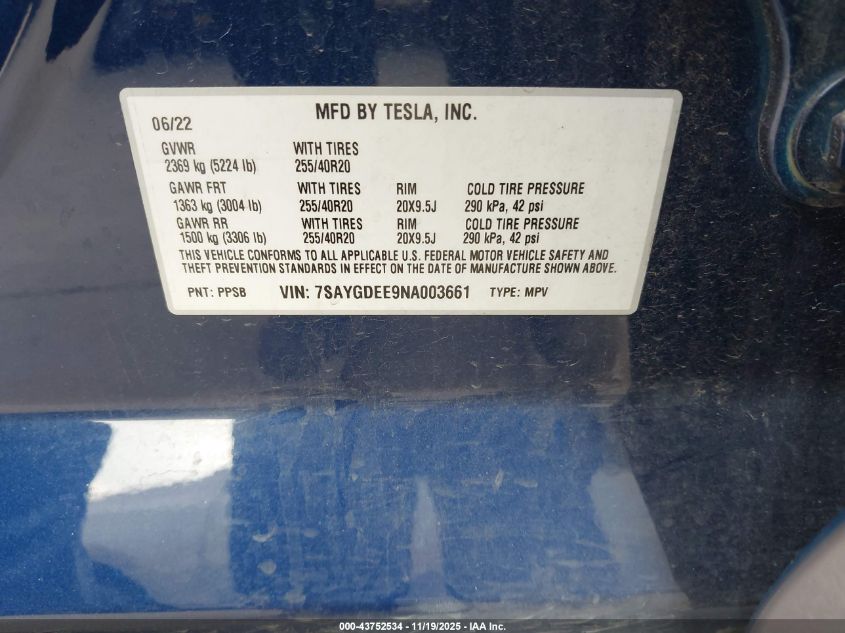 06/22 MFD BY TESLA, INC.
GVWR WITH TIRES
2369 kg (5224 lb) 255/40R20
GAWR FRT WITH TIRES RIM COLD TIRE PRESSURE
1363 kg (3004 lb) 255/40R20 20X9.5J 290 kPa, 42 psi
GAWR RR WITH TIRES RIM COLD TIRE PRESSURE
1500 kg (3306 lb) 255/40R20 20X9.5J 290 kPa, 42 psi
THIS VEHICLE CONFORMS TO ALL APPLICABLE U.S. FEDERAL MOTOR VEHICLE SAFETY AND
THEFT PREVENTION STANDARDS IN EFFECT ON THE DATE OF MANUFACTURE SHOWN ABOVE.
PNT: PPSB VIN: 7SAYGDEE9NA003661 TYPE: MPV
000-43752534 - 11/19/2025 - IAA Inc.